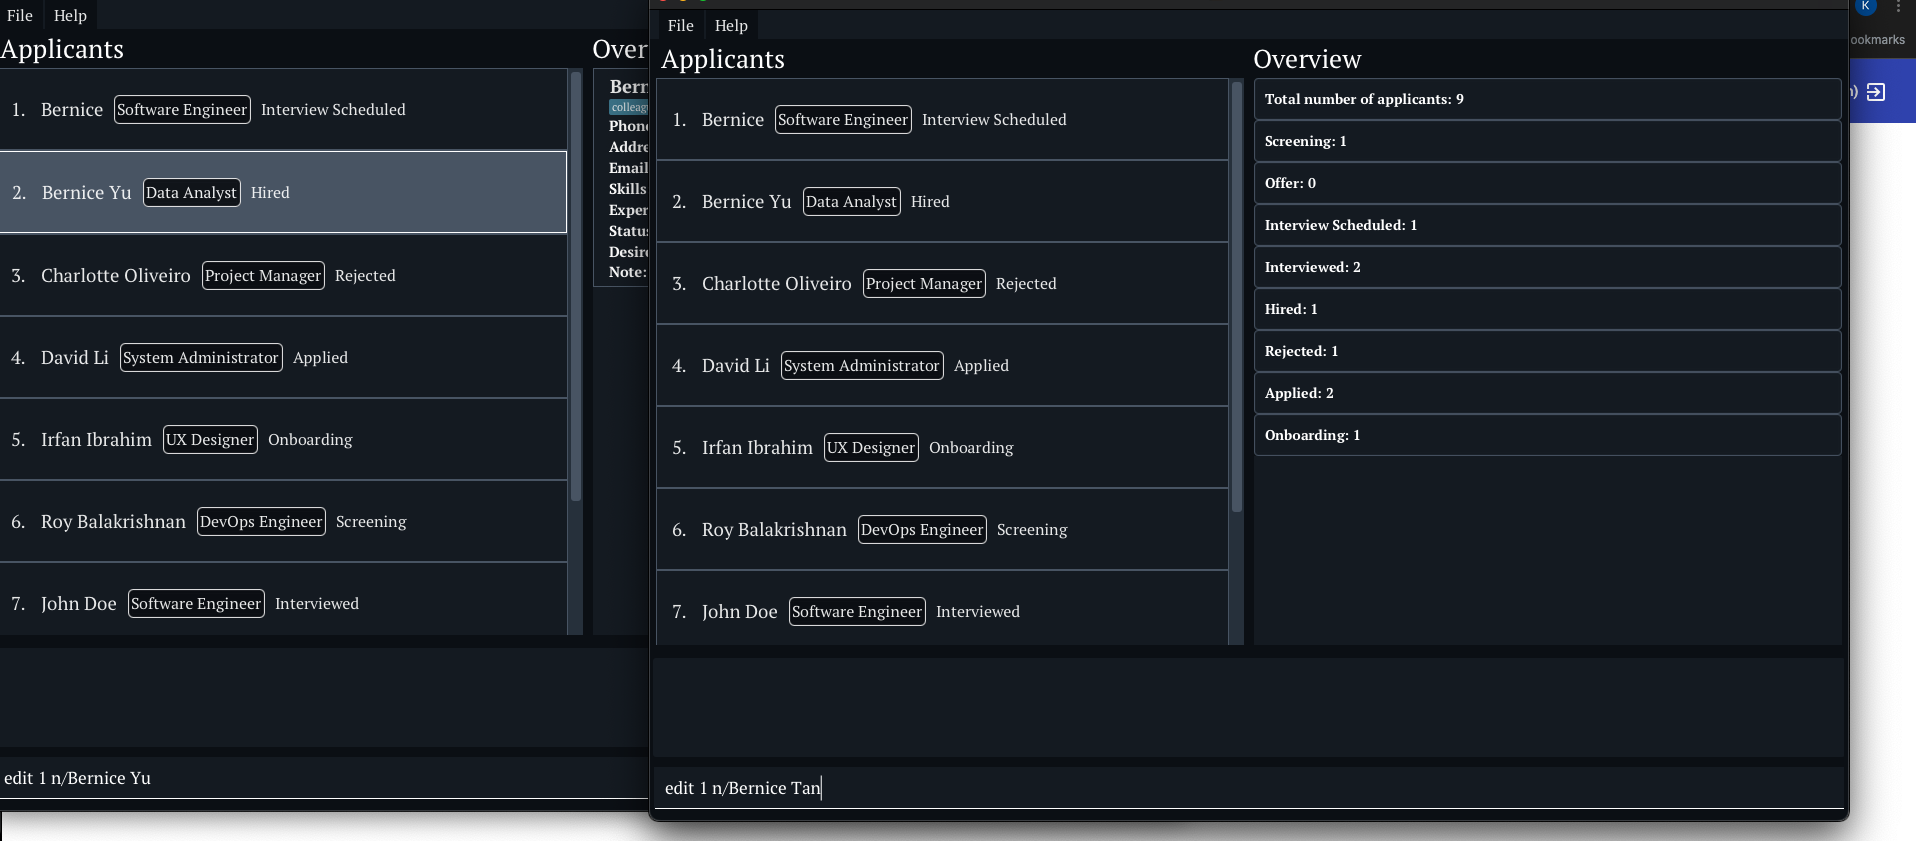 File Help
Applicants
1. Bernice Software Engineer Interview Scheduled
2. Bernice Yu Data Analyst Hired
3. Charlotte Oliveiro Project Manager Rejected
4. David Li System Administrator Applied
5. Irfan Ibrahim UX Designer Onboarding
6. Roy Balakrishnan DevOps Engineer Screening
7. John Doe Software Engineer Interviewed
edit 1 n/Bernice Yu
Over
Bern
colleag
Phon
Addre
Email
Skills
Exper
Statu
Desir
Note:
File Help
Applicants
1. Bernice Software Engineer Interview Scheduled
2. Bernice Yu Data Analyst Hired
3. Charlotte Oliveiro Project Manager Rejected
4. David Li System Administrator Applied
5. Irfan Ibrahim UX Designer Onboarding
6. Roy Balakrishnan DevOps Engineer Screening
7. John Doe Software Engineer Interviewed
Overview
Total number of applicants: 9
Screening: 1
Offer: 0
Interview Scheduled: 1
Interviewed: 2
Hired: 1
Rejected: 1
Applied: 2
Onboarding: 1
edit 1 n/Bernice Tan
K
ookmarks